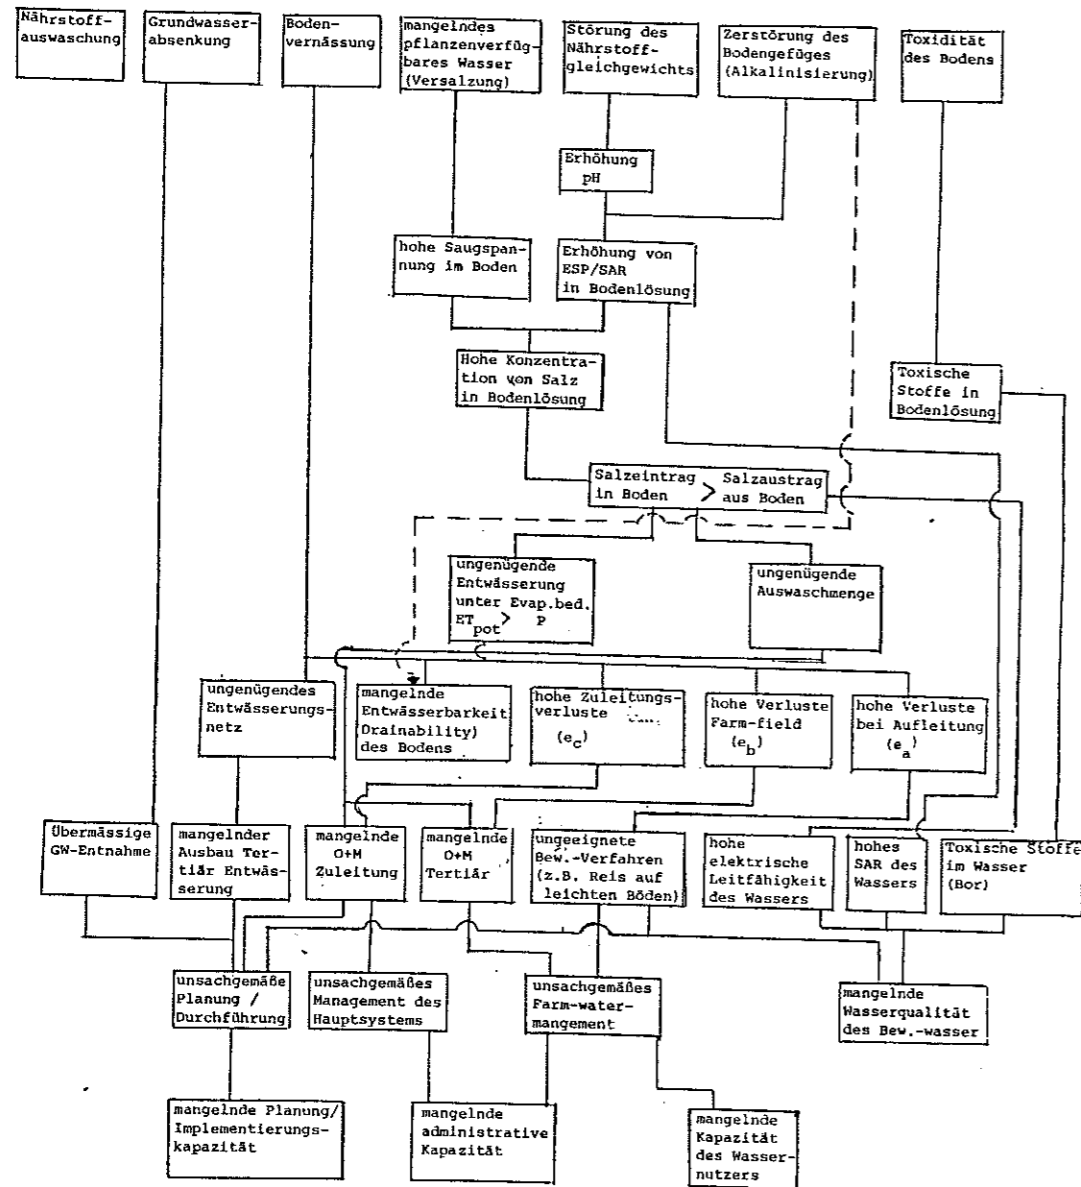 Nährstoff-
auswaschung
Grundwasser-
absenkung
Boden-
vernässung
mangelndes
pflanzenverfüg-
bares Wasser
(Versalzung)
Störung des
Nährstoff-
gleichgewichts
Zerstörung des
Bodengefüges
(Alkalinisierung)
Toxidität
des Bodens
Erhöhung
pH
hohe Saugspan-
nung im Boden
Erhöhung von
ESP/SAR
in Bodenlösung
Hohe Konzentra-
tion von Salz
in Bodenlösung
Toxische
Stoffe in
Bodenlösung
Salzeintrag > Salzaustrag
in Boden aus Boden
ungenügende
Entwässerung
unter Evap.bed.
ETpot > P
ungenügende
Auswaschmenge
ungenügendes
Entwässerungs-
netz
mangelnde
Entwässerbarkeit
Drainability)
des Bodens
hohe Zuleitungs-
verluste
(ec)
hohe Verluste
Farm-field
(eb)
hohe Verluste
bei Aufleitung
(ea)
Übermässige
GW-Entnahme
mangelnder
Ausbau Ter-
tiär Entwäs-
serung
mangelnde
O+M
Zuleitung
mangelnde
O+M
Tertiär
ungeeignete
Bew.-Verfahren
(z.B. Reis auf
leichten Böden)
hohe
elektrische
Leitfähigkeit
des Wassers
hohes
SAR des
Wassers
Toxische Stoffe
im Wasser
(Bor)
unsachgemäße
Planung /
Durchführung
unsachgemäßes
Management des
Hauptsystems
unsachgemäßes
Farm-water-
mangement
mangelnde
Wasserqualität
des Bew.-wasser
mangelnde Planung/
Implementierungs-
kapazität
mangelnde
administrative
Kapazität
mangelnde
Kapazität
des Wasser-
nutzers